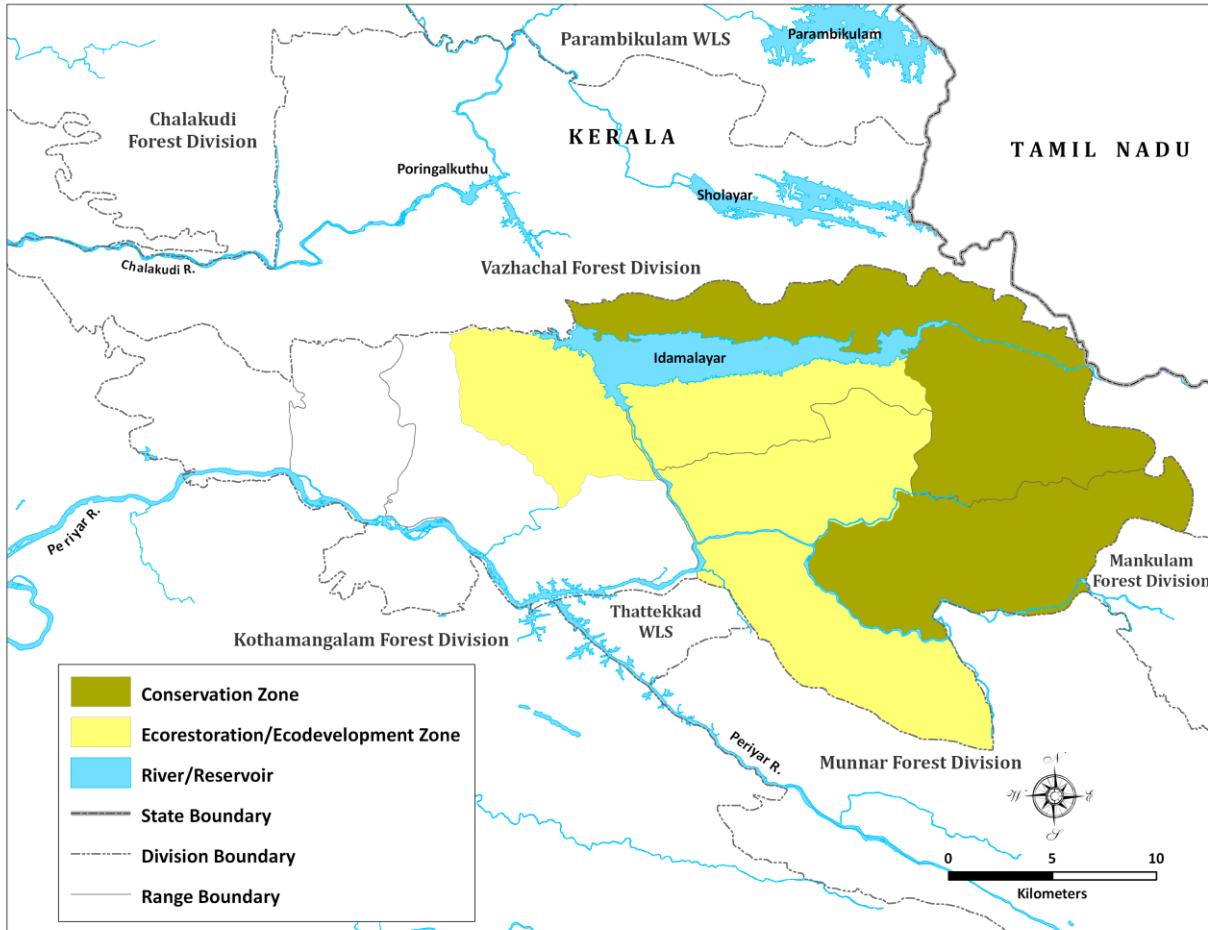 Parambikulam WLS
Parambikulam
Chalakudi
Forest Division
KERALA
TAMIL NADU
Poringalkuthu
Sholayar
Chalakudi R.
Vazhachal Forest Division
Idamalayar
Periyar R.
Mankulam
Forest Division
Thattekkad
WLS
Kothamangalam Forest Division
Periyar R.
Munnar Forest Division
Conservation Zone
Ecorestoration/Ecodevelopment Zone
River/Reservoir
State Boundary
Division Boundary
Range Boundary
N
W
E
S
0 5 10
Kilometers